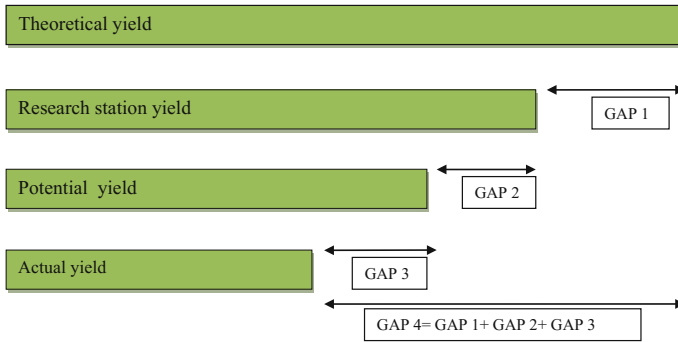 Theoretical yield
Research station yield
GAP 1
Potential yield
GAP 2
Actual yield
GAP 3
GAP 4= GAP 1+ GAP 2+ GAP 3